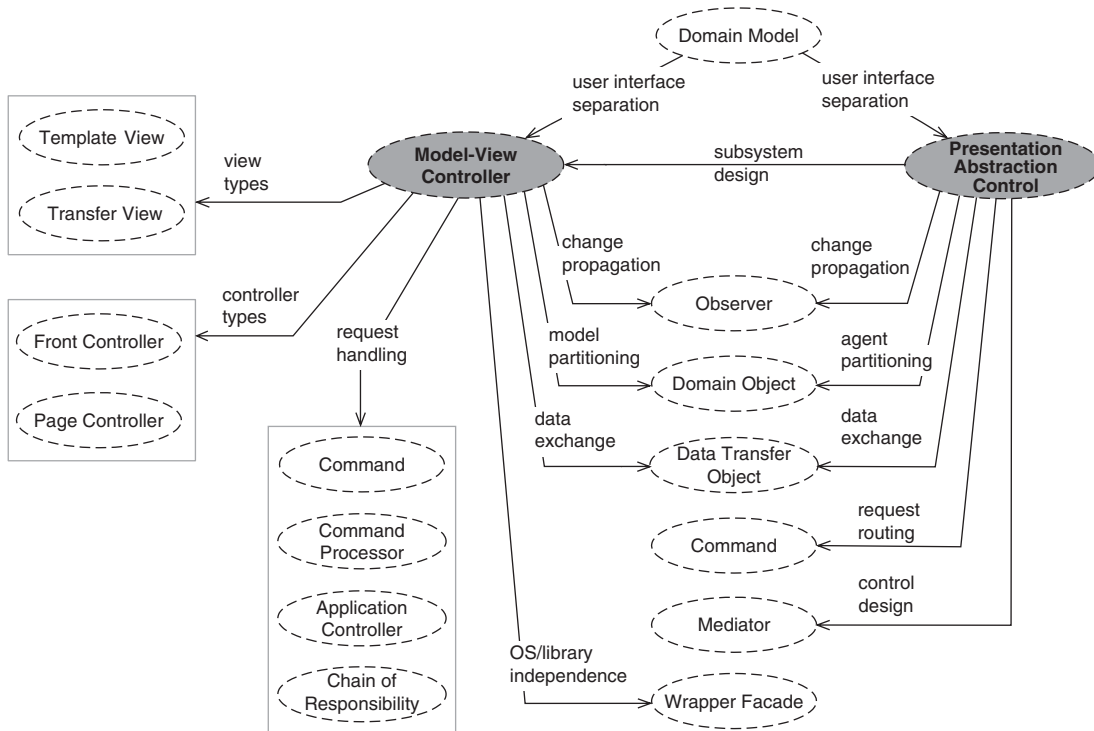 Domain Model
user interface
separation
user interface
separation
Template View
Transfer View
view
types
Model-View
Controller
subsystem
design
Presentation
Abstraction
Control
change
propagation
change
propagation
Observer
controller
types
Front Controller
Page Controller
request
handling
model
partitioning
agent
partitioning
Domain Object
data
exchange
data
exchange
Data Transfer
Object
Command
Command
Processor
Application
Controller
Chain of
Responsibility
request
routing
Command
control
design
Mediator
OS/library
independence
Wrapper Facade